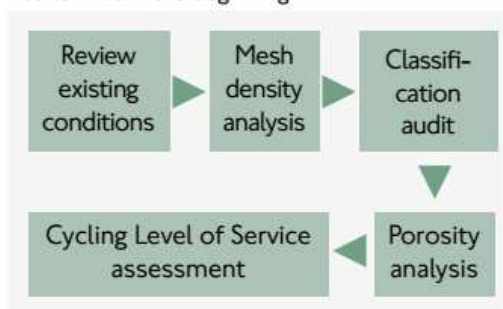 Review
existing
conditions
Mesh
density
analysis
Classifi-
cation
audit
Porosity
analysis
Cycling Level of Service
assessment